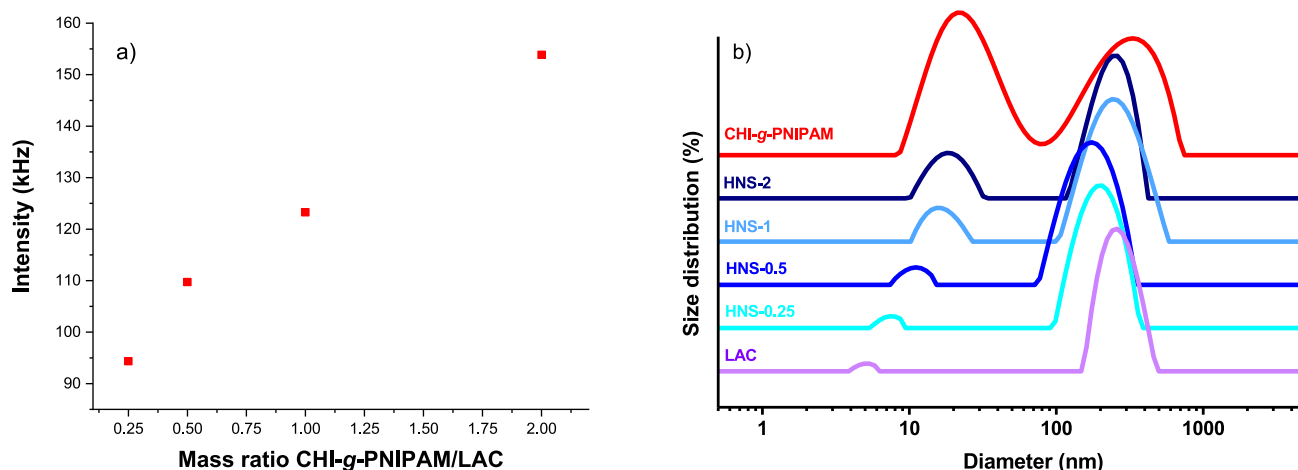 a)
160
150
140
130
120
110
100
90
Intensity (kHz)
0.25 0.50 0.75 1.00 1.25 1.50 1.75 2.00
Mass ratio CHI-g-PNIPAM/LAC
b)
Size distribution (%)
CHI-g-PNIPAM
HNS-2
HNS-1
HNS-0.5
HNS-0.25
LAC
1 10 100 1000
Diameter (nm)